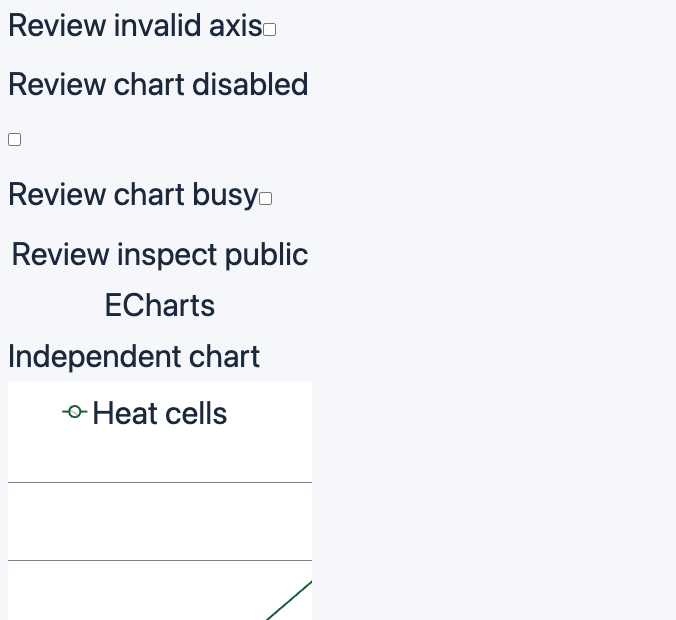 Review invalid axis
Review chart disabled
Review chart busy
Review inspect public
ECharts
Independent chart
Heat cells